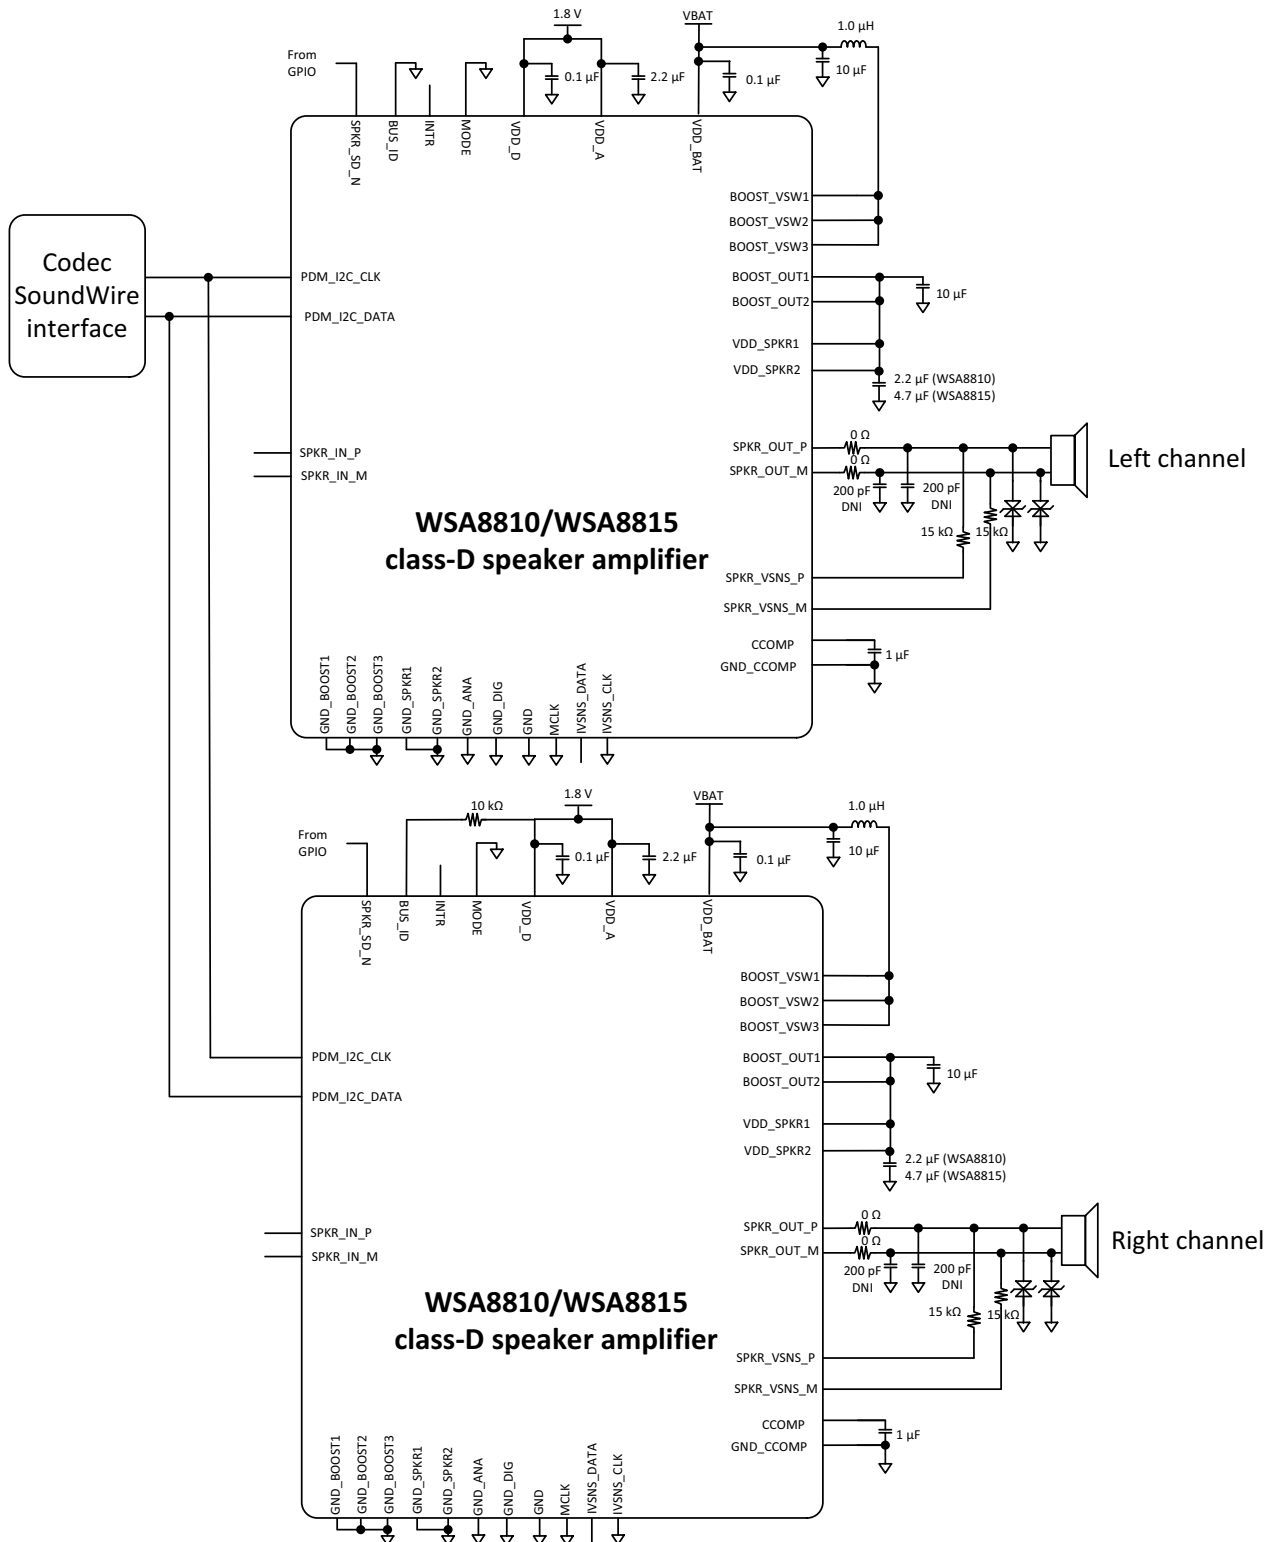 1.8 V
VBAT
1.0 µH
From
GPIO
0.1 µF
2.2 µF
0.1 µF
10 µF
SPKR_SD_N
BUS_ID
INTR
MODE
VDD_D
VDD_A
VDD_BAT
BOOST_VSW1
BOOST_VSW2
BOOST_VSW3
Codec
SoundWire
interface
PDM_I2C_CLK
PDM_I2C_DATA
BOOST_OUT1
BOOST_OUT2
10 µF
VDD_SPKR1
VDD_SPKR2
2.2 µF (WSA8810)
4.7 µF (WSA8815)
SPKR_IN_P
SPKR_IN_M
SPKR_OUT_P
SPKR_OUT_M
0 Ω
0 Ω
Left channel
200 pF
DNI
200 pF
DNI
15 kΩ
15 kΩ
WSA8810/WSA8815
class-D speaker amplifier
SPKR_VSNS_P
SPKR_VSNS_M
CCOMP
GND_CCOMP
1 µF
GND_BOOST1
GND_BOOST2
GND_BOOST3
GND_SPKR1
GND_SPKR2
GND_ANA
GND_DIG
GND
MCLK
IVSNS_DATA
IVSNS_CLK
10 kΩ
1.8 V
VBAT
1.0 µH
From
GPIO
0.1 µF
2.2 µF
0.1 µF
10 µF
SPKR_SD_N
BUS_ID
INTR
MODE
VDD_D
VDD_A
VDD_BAT
BOOST_VSW1
BOOST_VSW2
BOOST_VSW3
PDM_I2C_CLK
PDM_I2C_DATA
BOOST_OUT1
BOOST_OUT2
10 µF
VDD_SPKR1
VDD_SPKR2
2.2 µF (WSA8810)
4.7 µF (WSA8815)
SPKR_IN_P
SPKR_IN_M
SPKR_OUT_P
SPKR_OUT_M
0 Ω
0 Ω
Right channel
200 pF
DNI
200 pF
DNI
15 kΩ
15 kΩ
WSA8810/WSA8815
class-D speaker amplifier
SPKR_VSNS_P
SPKR_VSNS_M
CCOMP
GND_CCOMP
1 µF
GND_BOOST1
GND_BOOST2
GND_BOOST3
GND_SPKR1
GND_SPKR2
GND_ANA
GND_DIG
GND
MCLK
IVSNS_DATA
IVSNS_CLK